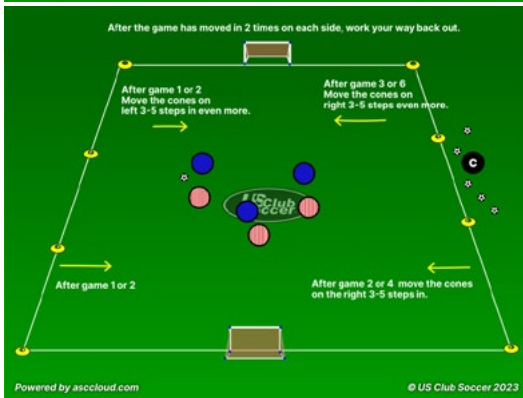 After the game has moved in 2 times on each side, work your way back out.
After game 1 or 2
Move the cones on
left 3-5 steps in even more.
After game 3 or 6
Move the cones on
right 3-5 steps even more.
C
US Club
Soccer
After game 1 or 2
After game 2 or 4 move the cones
on the right 3-5 steps in.
Powered by asccloud.com
© US Club Soccer 2023